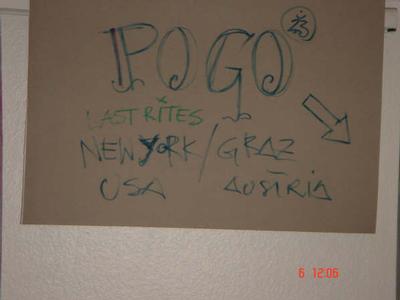 POGO
LAST RITES
NEW YORK / GRAZ
USA AUSTRIA
6 12:06